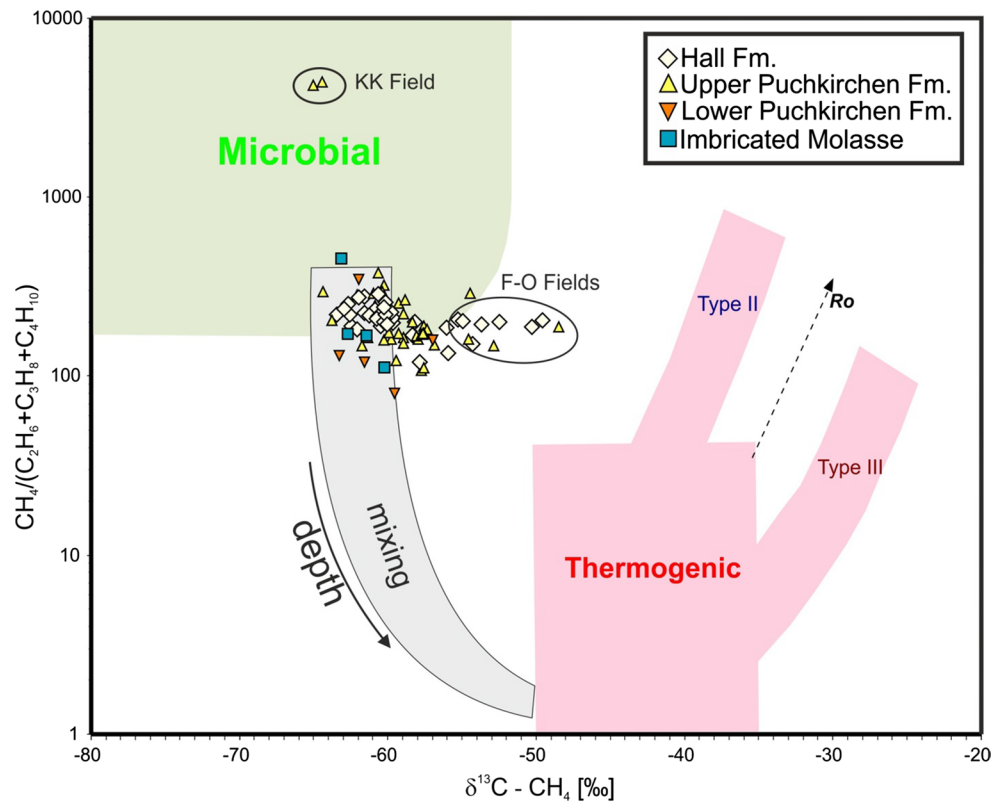 10000
1000
100
10
1
CH₄/(C₂H₆+C₃H₈+C₄H₁₀)
KK Field
Microbial
Hall Fm.
Upper Puchkirchen Fm.
Lower Puchkirchen Fm.
Imbricated Molasse
F-O Fields
Type II
Ro
Type III
mixing
depth
Thermogenic
-80
-70
-60
-50
-40
-30
-20
δ¹³C - CH₄ [‰]